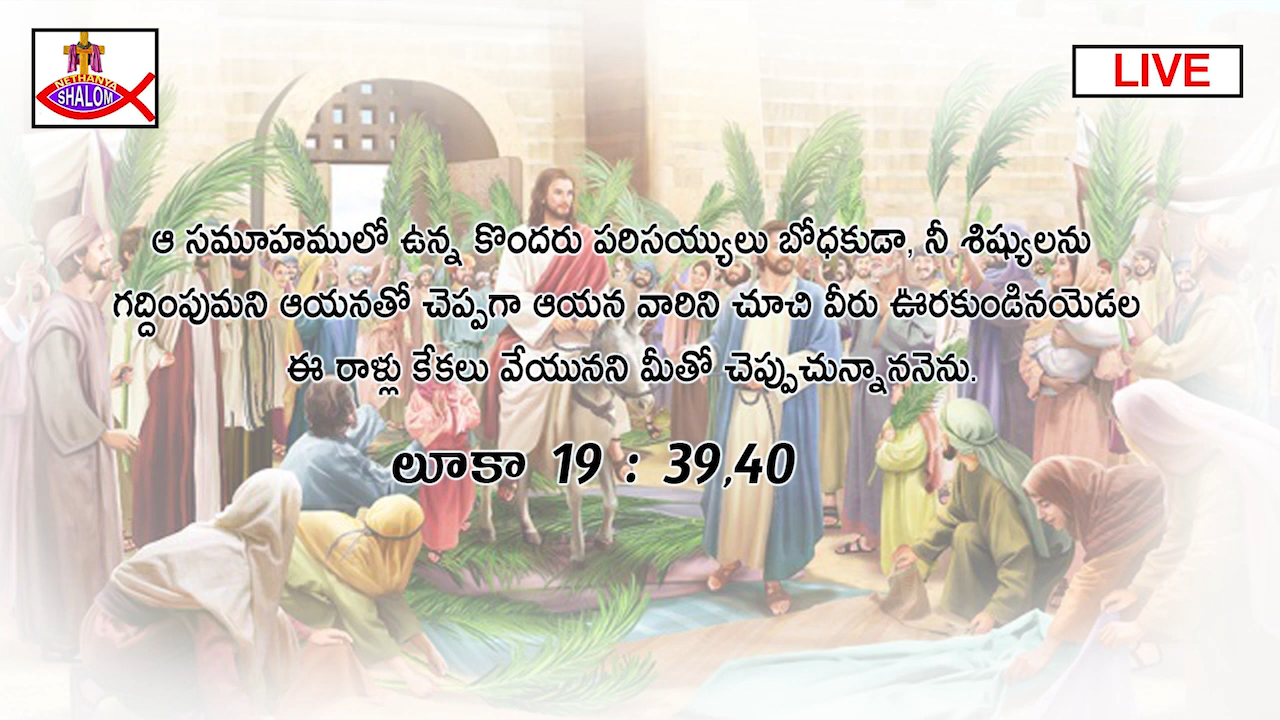 NETHANYA
SHALOM
LIVE
ఆ సమూహములో ఉన్న కొందరు పరిసయ్యులు బోధకుడా, నీ శిష్యులను
గద్దింపుమని ఆయనతో చెప్పగా ఆయన వారిని చూచి వీరు ఊరకుండినయెడల
ఈ రాళ్లు కేకలు వేయునని మీతో చెప్పుచున్నాననెను.
లూకా 19 : 39,40